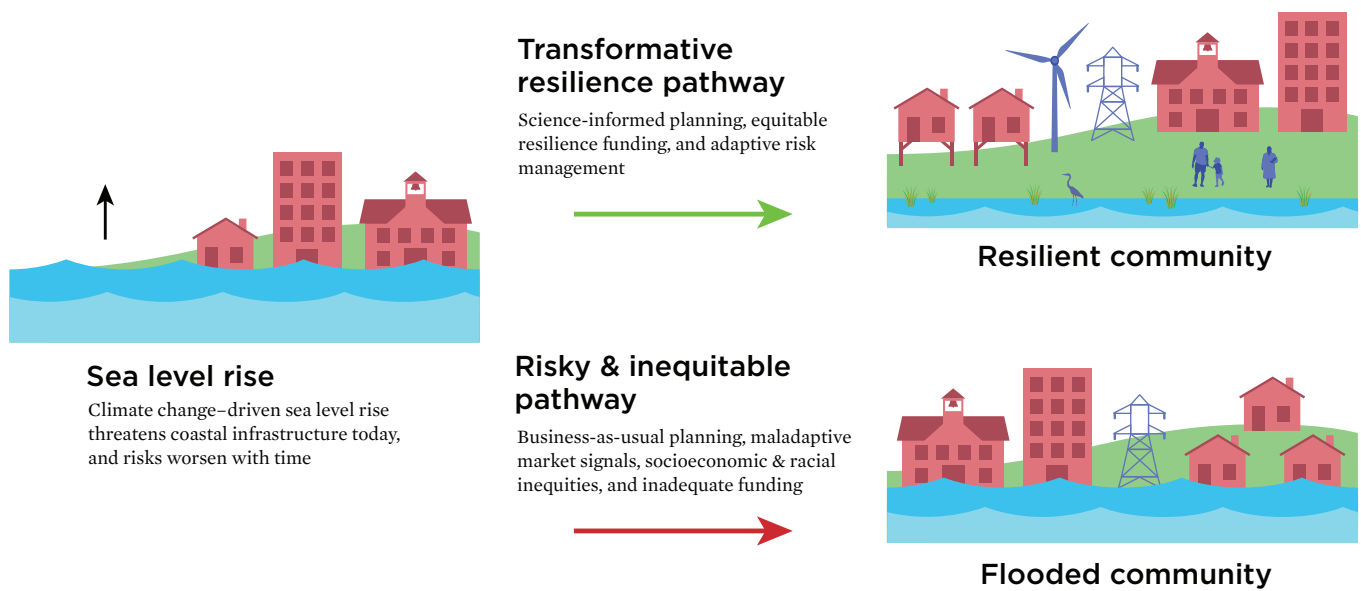 Sea level rise
Climate change–driven sea level rise
threatens coastal infrastructure today,
and risks worsen with time
Transformative
resilience pathway
Science-informed planning, equitable
resilience funding, and adaptive risk
management
Resilient community
Risky & inequitable
pathway
Business-as-usual planning, maladaptive
market signals, socioeconomic & racial
inequities, and inadequate funding
Flooded community